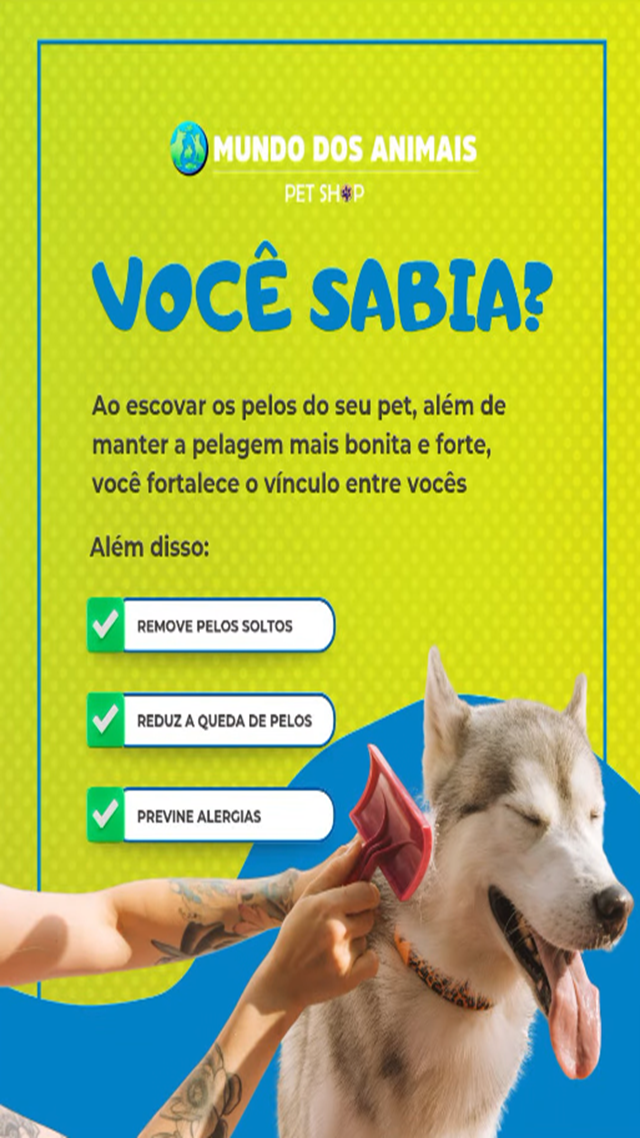 MUNDO DOS ANIMAIS
PET SHOP
VOCÊ SABIA?
Ao escovar os pelos do seu pet, além de
manter a pelagem mais bonita e forte,
você fortalece o vínculo entre vocês
Além disso:
REMOVE PELOS SOLTOS
REDUZ A QUEDA DE PELOS
PREVINE ALERGIAS